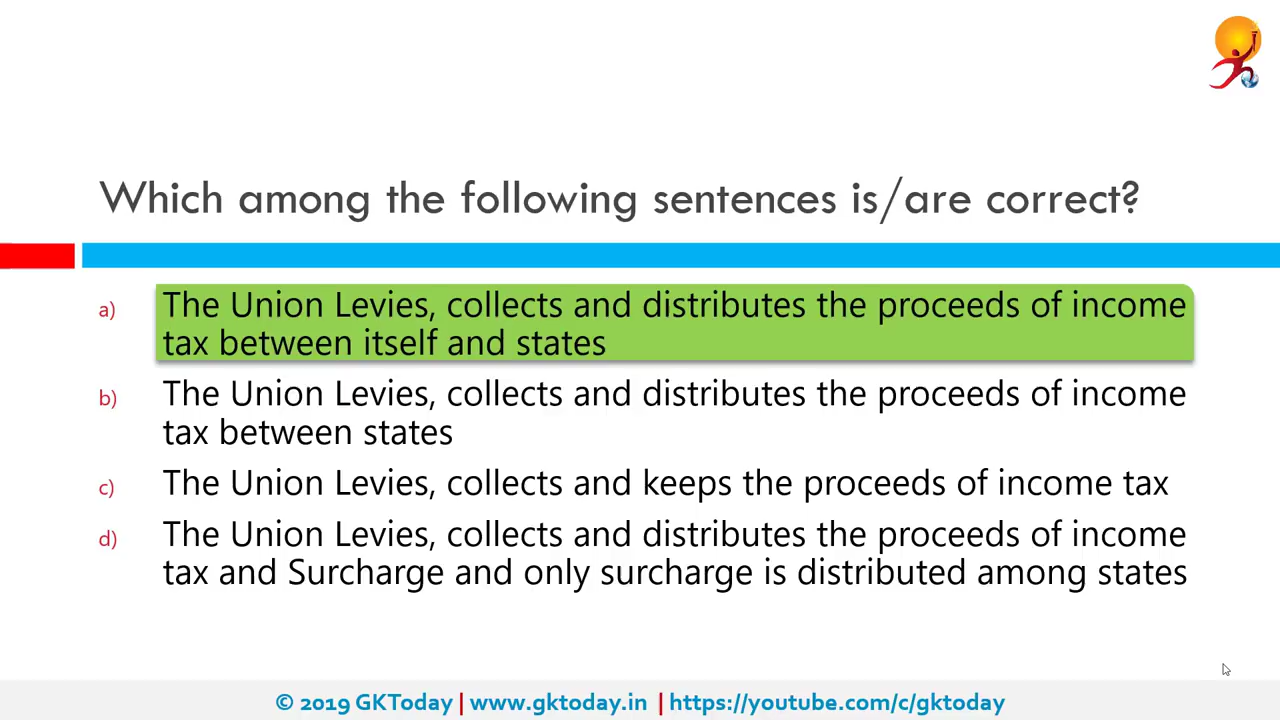 Which among the following sentences is/are correct?
a) The Union Levies, collects and distributes the proceeds of income
tax between itself and states
b) The Union Levies, collects and distributes the proceeds of income
tax between states
c) The Union Levies, collects and keeps the proceeds of income tax
d) The Union Levies, collects and distributes the proceeds of income
tax and Surcharge and only surcharge is distributed among states
© 2019 GKToday | www.gktoday.in | https://youtube.com/c/gktoday